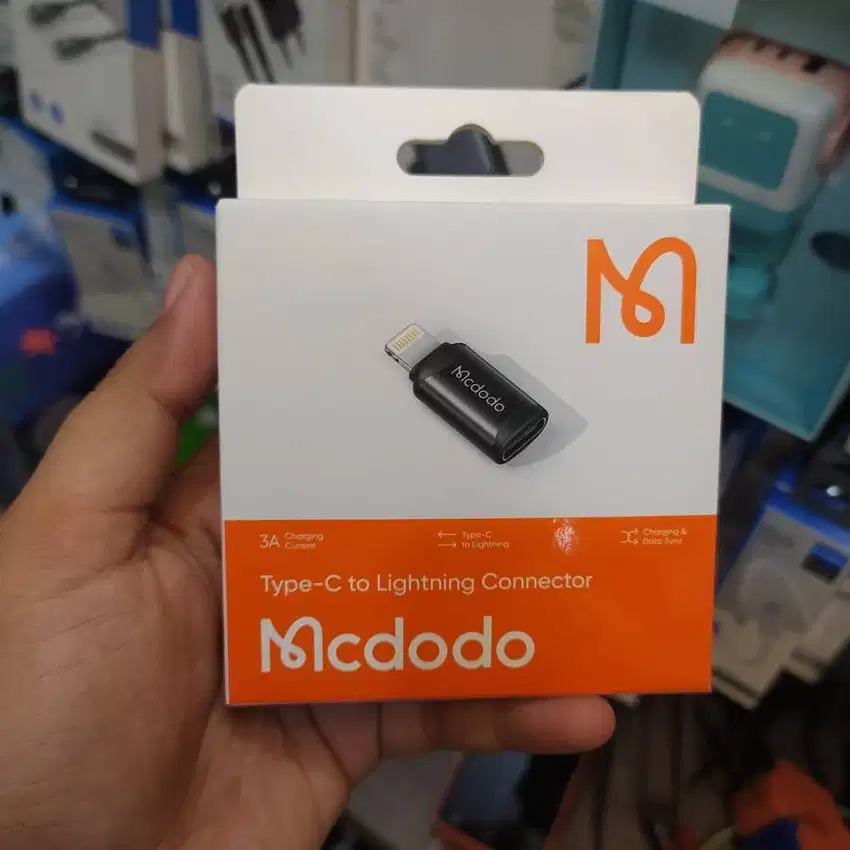 Mcdodo
3A Charging Current
Type-C to Lightning
Charging & Data Sync
Type-C to Lightning Connector
Mcdodo